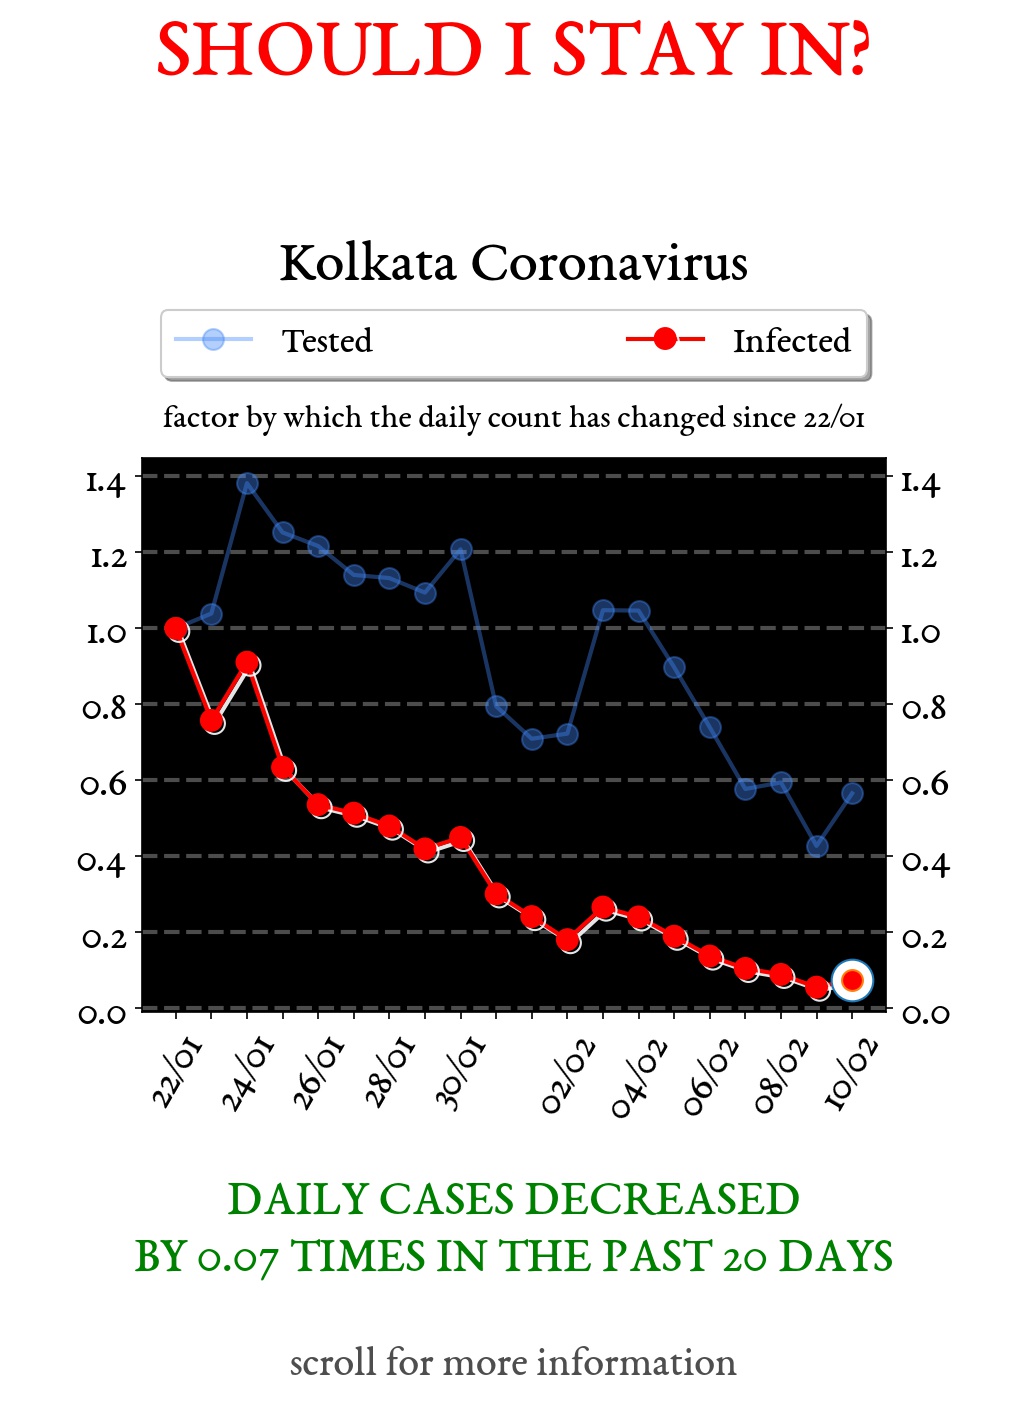 SHOULD I STAY IN?
Kolkata Coronavirus
Tested Infected
factor by which the daily count has changed since 22/01
1.4 1.4
1.2 1.2
1.0 1.0
0.8 0.8
0.6 0.6
0.4 0.4
0.2 0.2
0.0 0.0
22/01 24/01 26/01 28/01 30/01 02/02 04/02 06/02 08/02 10/02
DAILY CASES DECREASED
BY 0.07 TIMES IN THE PAST 20 DAYS
scroll for more information